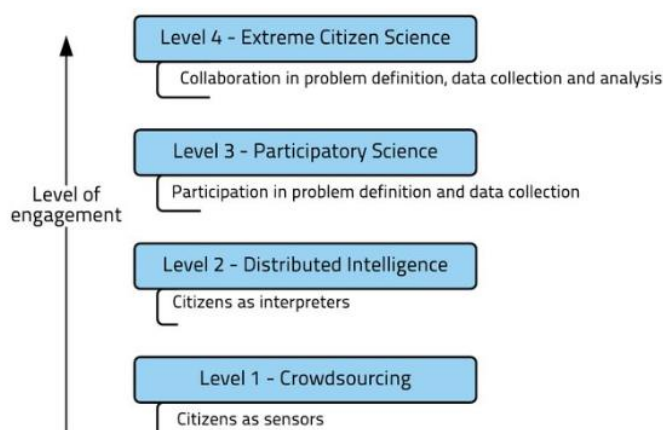 Level 4 - Extreme Citizen Science
Collaboration in problem definition, data collection and analysis
Level 3 - Participatory Science
Participation in problem definition and data collection
Level of
engagement
Level 2 - Distributed Intelligence
Citizens as interpreters
Level 1 - Crowdsourcing
Citizens as sensors